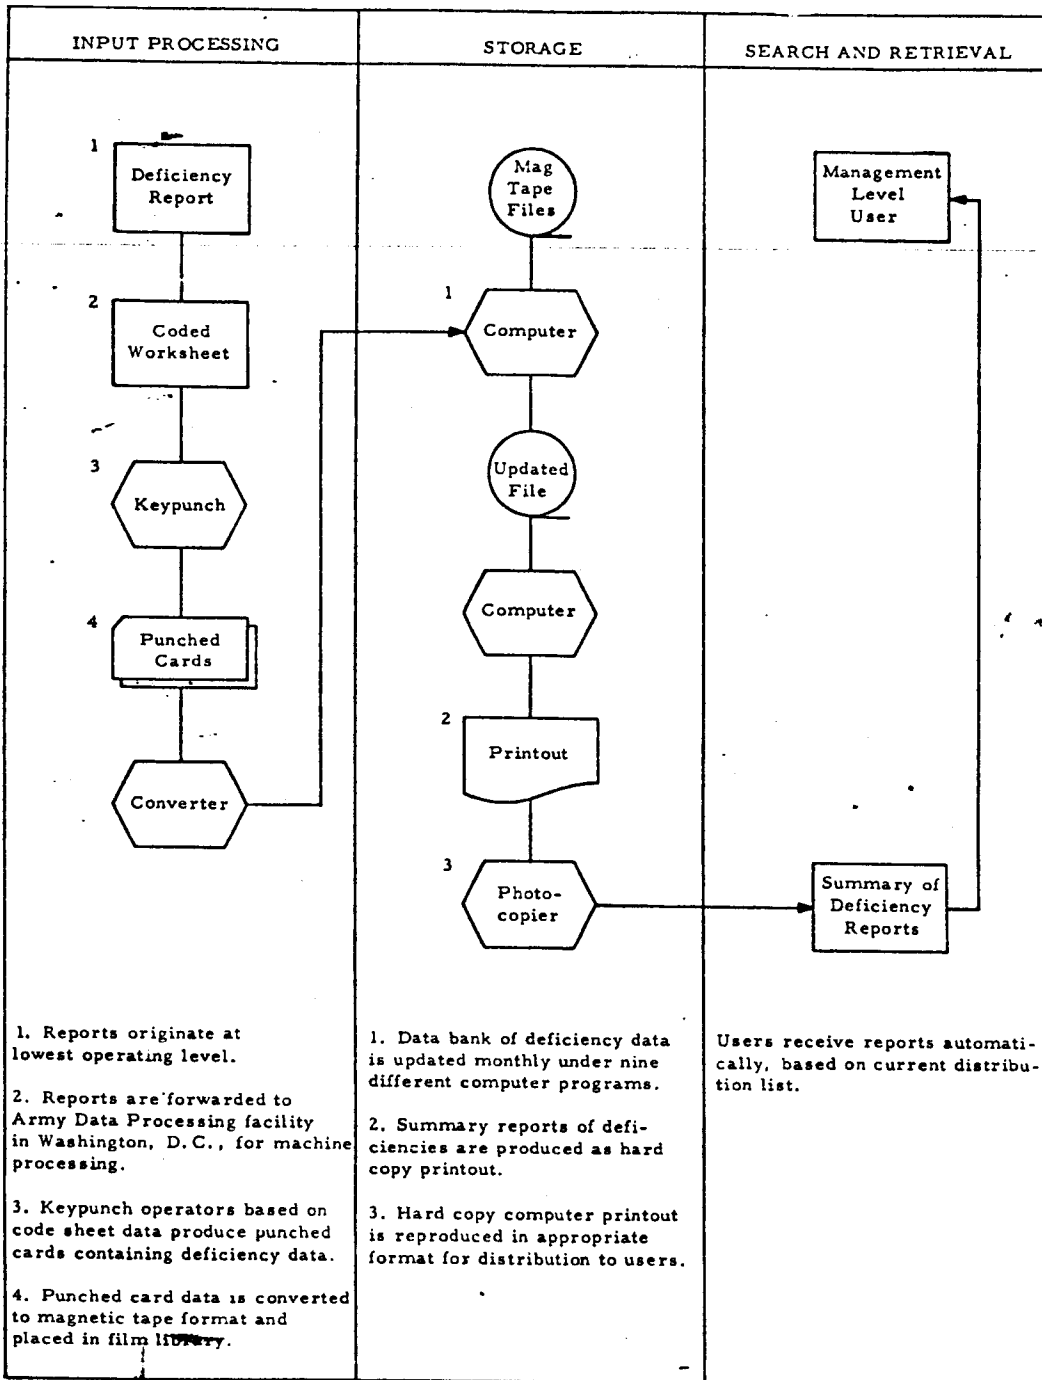 INPUT PROCESSING
STORAGE
SEARCH AND RETRIEVAL
1
Deficiency
Report
2
Coded
Worksheet
3
Keypunch
4
Punched
Cards
Converter
Mag
Tape
Files
1
Computer
Updated
File
Computer
2
Printout
3
Photo-
copier
Management
Level
User
Summary of
Deficiency
Reports
1. Reports originate at
lowest operating level.
2. Reports are forwarded to
Army Data Processing facility
in Washington, D.C., for machine
processing.
3. Keypunch operators based on
code sheet data produce punched
cards containing deficiency data.
4. Punched card data is converted
to magnetic tape format and
placed in film library.
1. Data bank of deficiency data
is updated monthly under nine
different computer programs.
2. Summary reports of defi-
ciencies are produced as hard
copy printout.
3. Hard copy computer printout
is reproduced in appropriate
format for distribution to users.
Users receive reports automati-
cally, based on current distribu-
tion list.